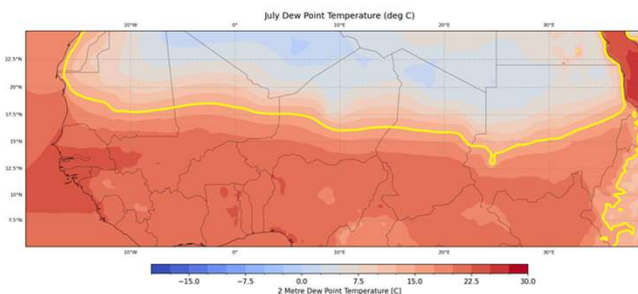 July Dew Point Temperature (deg C)
10°W 0° 10°E 20°E 30°E
22.5°N
20°N
17.5°N
15°N
12.5°N
10°N
7.5°N
10°W 0° 10°E 20°E 30°E
−15.0 −7.5 0.0 7.5 15.0 22.5 30.0
2 Metre Dew Point Temperature [C]